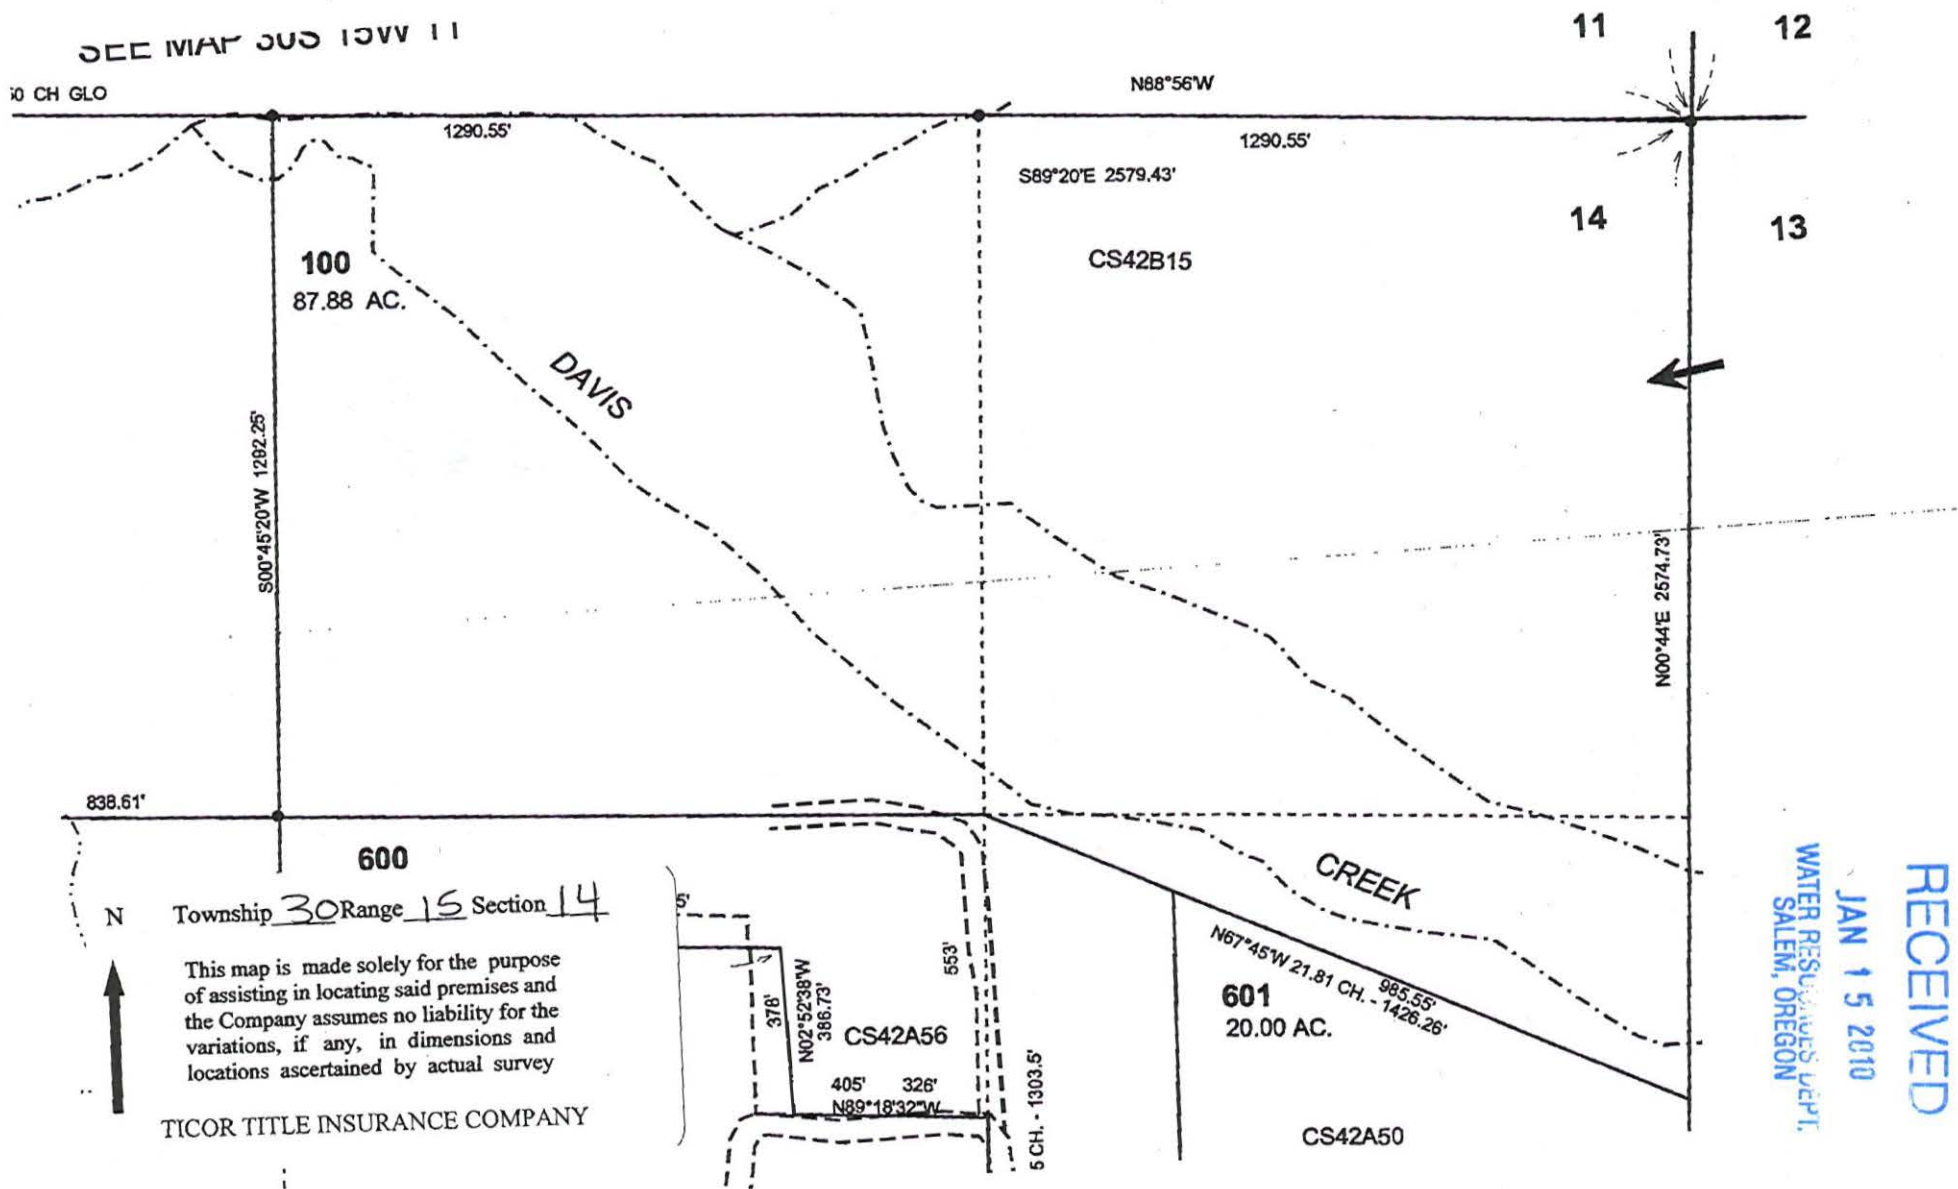 SEE MAP 30S 15W 11
11
12
50 CH GLO
N88°56'W
1290.55'
1290.55'
S89°20'E 2579.43'
14
13
CS42B15
100
87.88 AC.
DAVIS
S00°45'20"W 1292.25'
N00°44'E 2574.73'
838.61'
600
CREEK
N Township 30 Range 15 Section 14
5'
This map is made solely for the purpose
of assisting in locating said premises and
the Company assumes no liability for the
variations, if any, in dimensions and
locations ascertained by actual survey
TICOR TITLE INSURANCE COMPANY
553'
378'
N02°52'38"W
386.73'
CS42A56
405' 326'
N89°18'32"W
5 CH. - 1303.5'
985.55'
N67°45'W 21.81 CH. - 1426.26'
601
20.00 AC.
CS42A50
RECEIVED
JAN 15 2010
WATER RESOURCES DEPT.
SALEM, OREGON